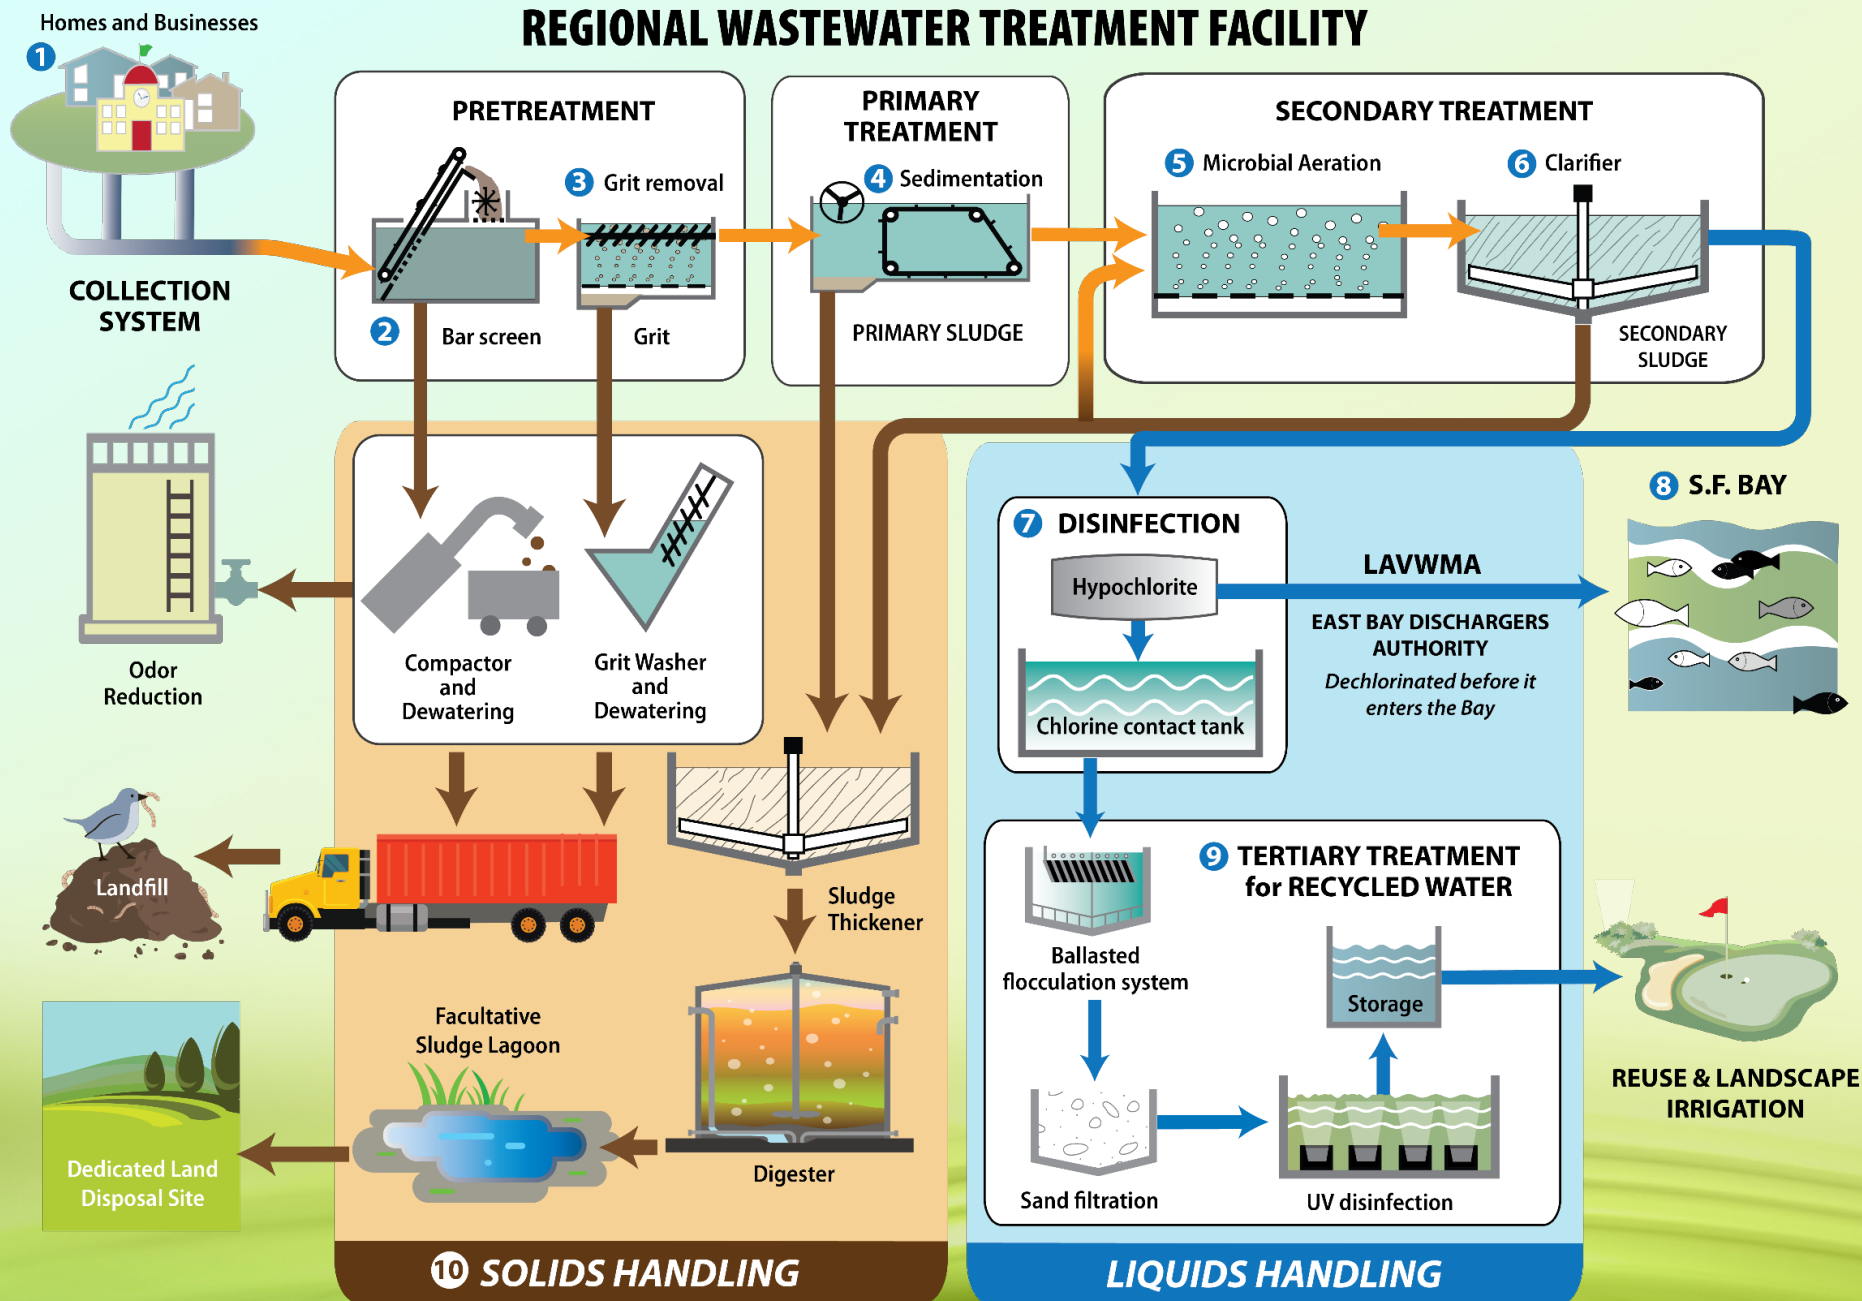 REGIONAL WASTEWATER TREATMENT FACILITY
Homes and Businesses
1
COLLECTION
SYSTEM
PRETREATMENT
3 Grit removal
2
Bar screen
Grit
PRIMARY
TREATMENT
4 Sedimentation
PRIMARY SLUDGE
SECONDARY TREATMENT
5 Microbial Aeration
6 Clarifier
SECONDARY
SLUDGE
Odor
Reduction
Compactor
and
Dewatering
Grit Washer
and
Dewatering
Landfill
Sludge
Thickener
Facultative
Sludge Lagoon
Digester
Dedicated Land
Disposal Site
10 SOLIDS HANDLING
7 DISINFECTION
Hypochlorite
Chlorine contact tank
LAVWMA
EAST BAY DISCHARGERS
AUTHORITY
Dechlorinated before it
enters the Bay
8 S.F. BAY
9 TERTIARY TREATMENT
for RECYCLED WATER
Ballasted
flocculation system
Storage
Sand filtration
UV disinfection
REUSE & LANDSCAPE
IRRIGATION
LIQUIDS HANDLING